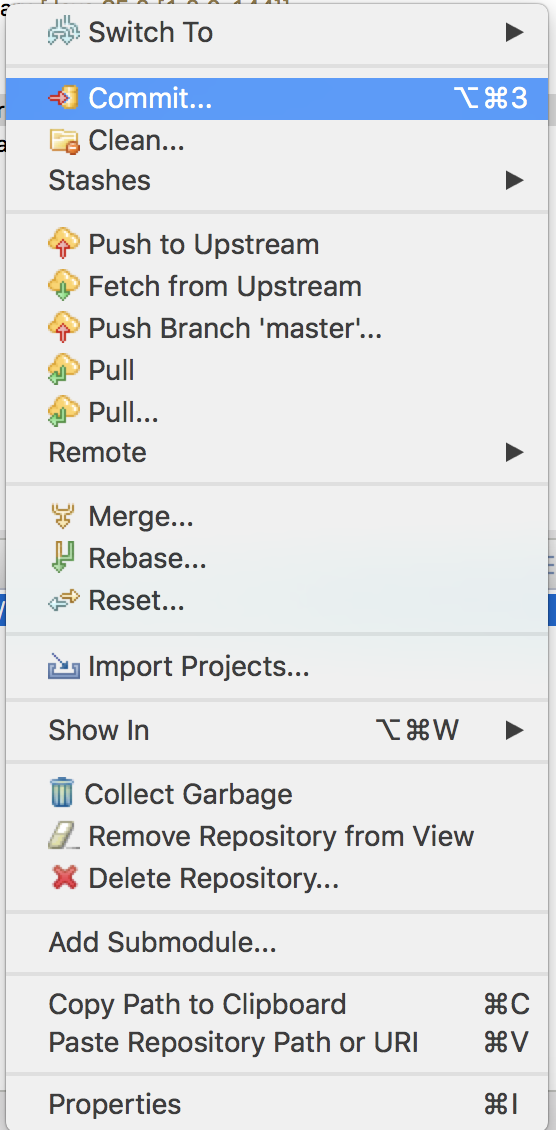 Switch To
Commit... ⌥⌘3
Clean...
Stashes
Push to Upstream
Fetch from Upstream
Push Branch 'master'...
Pull
Pull...
Remote
Merge...
Rebase...
Reset...
Import Projects...
Show In ⌥⌘W
Collect Garbage
Remove Repository from View
Delete Repository...
Add Submodule...
Copy Path to Clipboard ⌘C
Paste Repository Path or URI ⌘V
Properties ⌘I